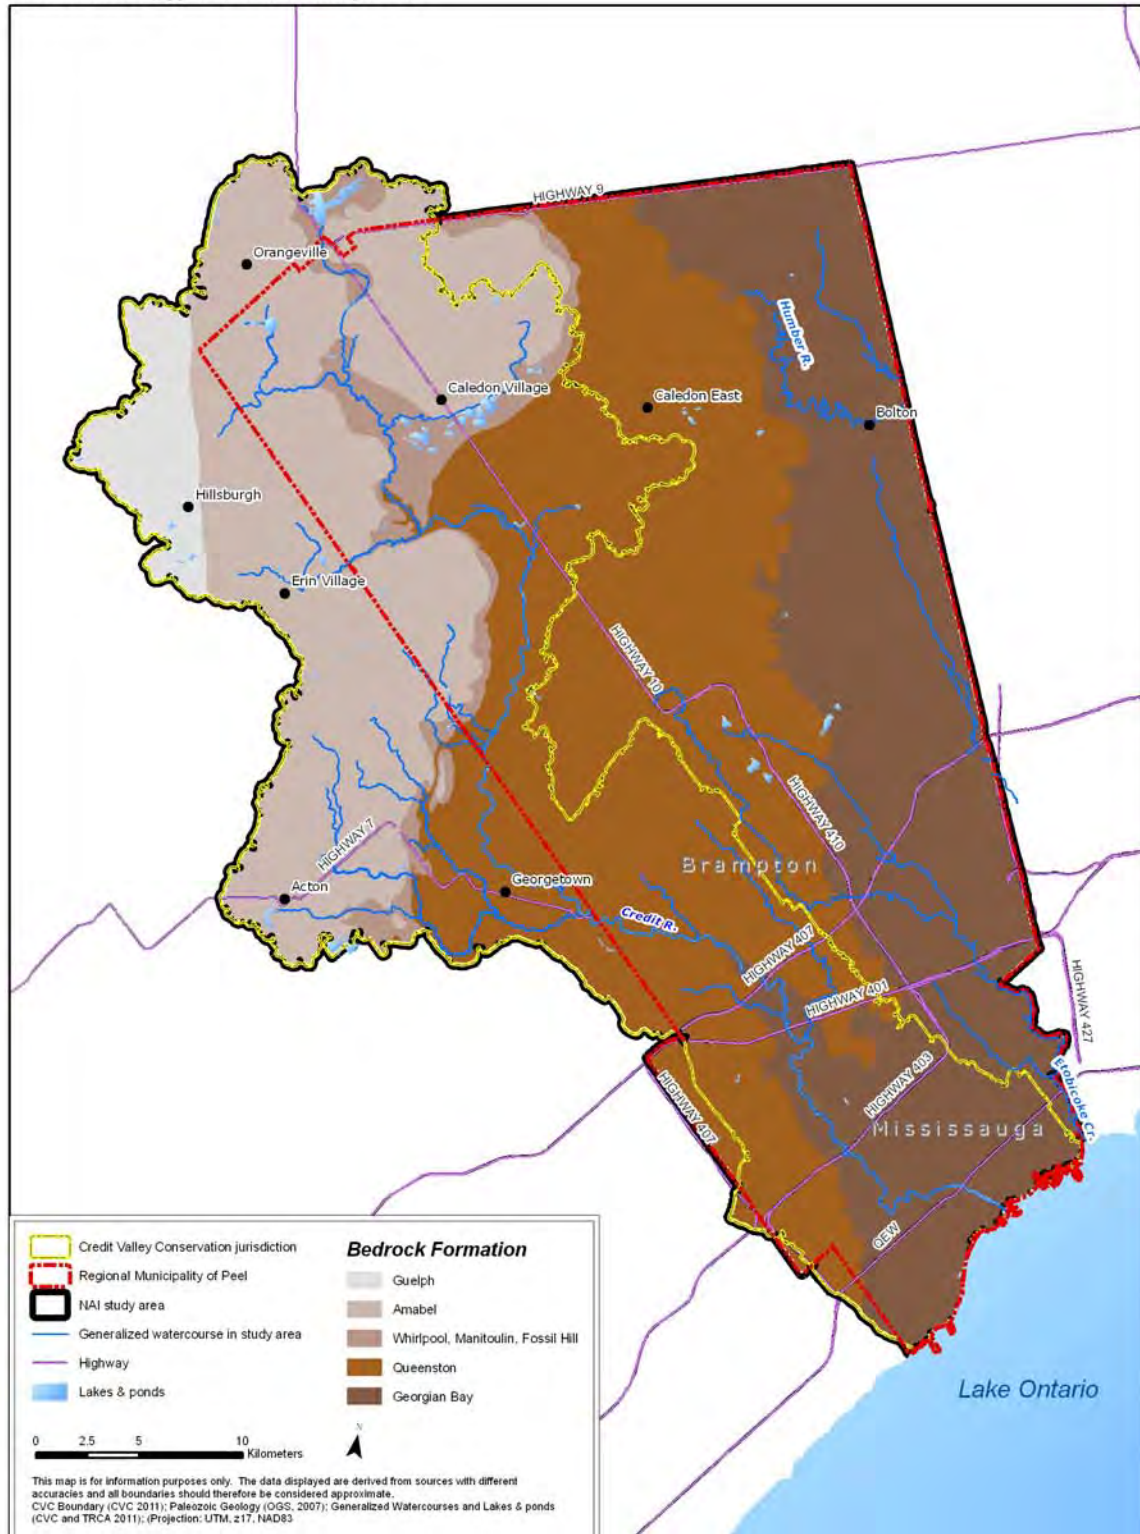 HIGHWAY 9
Orangeville
Humber R.
Caledon Village
Caledon East
Bolton
Hillsburgh
Erin Village
HIGHWAY 10
HIGHWAY 410
HIGHWAY 7
Brampton
Acton
Georgetown
Credit R.
HIGHWAY 407
HIGHWAY 401
HIGHWAY 427
HIGHWAY 403
Etobicoke Cr.
HIGHWAY 407
Mississauga
QEW
Lake Ontario
Credit Valley Conservation jurisdiction
Regional Municipality of Peel
NAI study area
Generalized watercourse in study area
Highway
Lakes & ponds
Bedrock Formation
Guelph
Amabel
Whirlpool, Manitoulin, Fossil Hill
Queenston
Georgian Bay
N
0 2.5 5 10
Kilometers
This map is for information purposes only. The data displayed are derived from sources with different
accuracies and all boundaries should therefore be considered approximate.
CVC Boundary (CVC 2011); Paleozoic Geology (OGS, 2007); Generalized Watercourses and Lakes & ponds
(CVC and TRCA 2011); (Projection: UTM, z17, NAD83